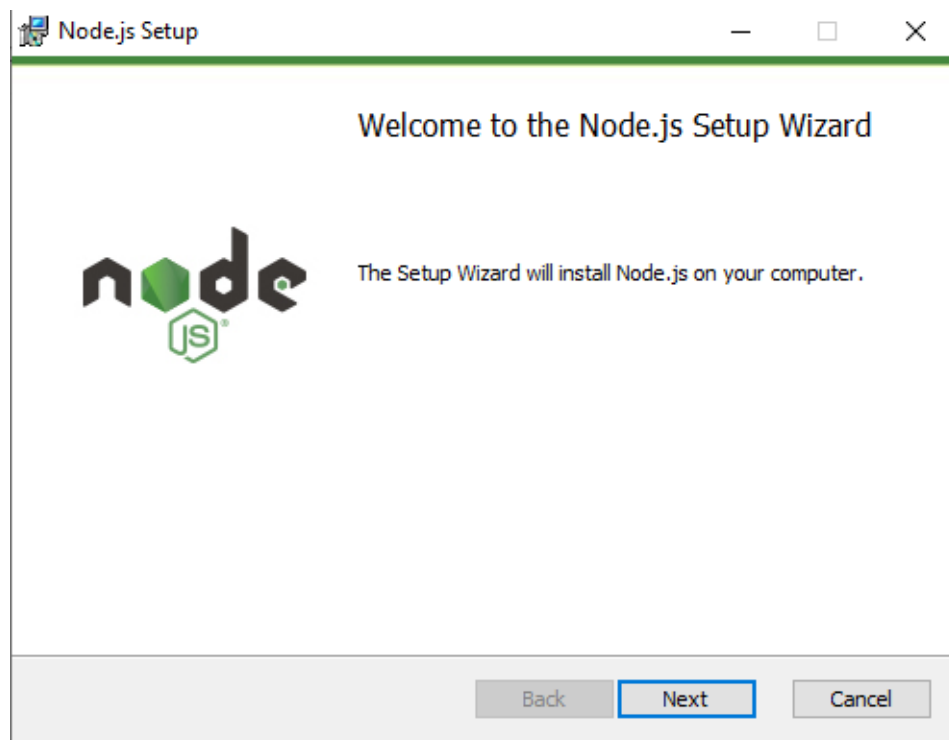 Node.js Setup
Welcome to the Node.js Setup Wizard
node
JS®
The Setup Wizard will install Node.js on your computer.
Back
Next
Cancel